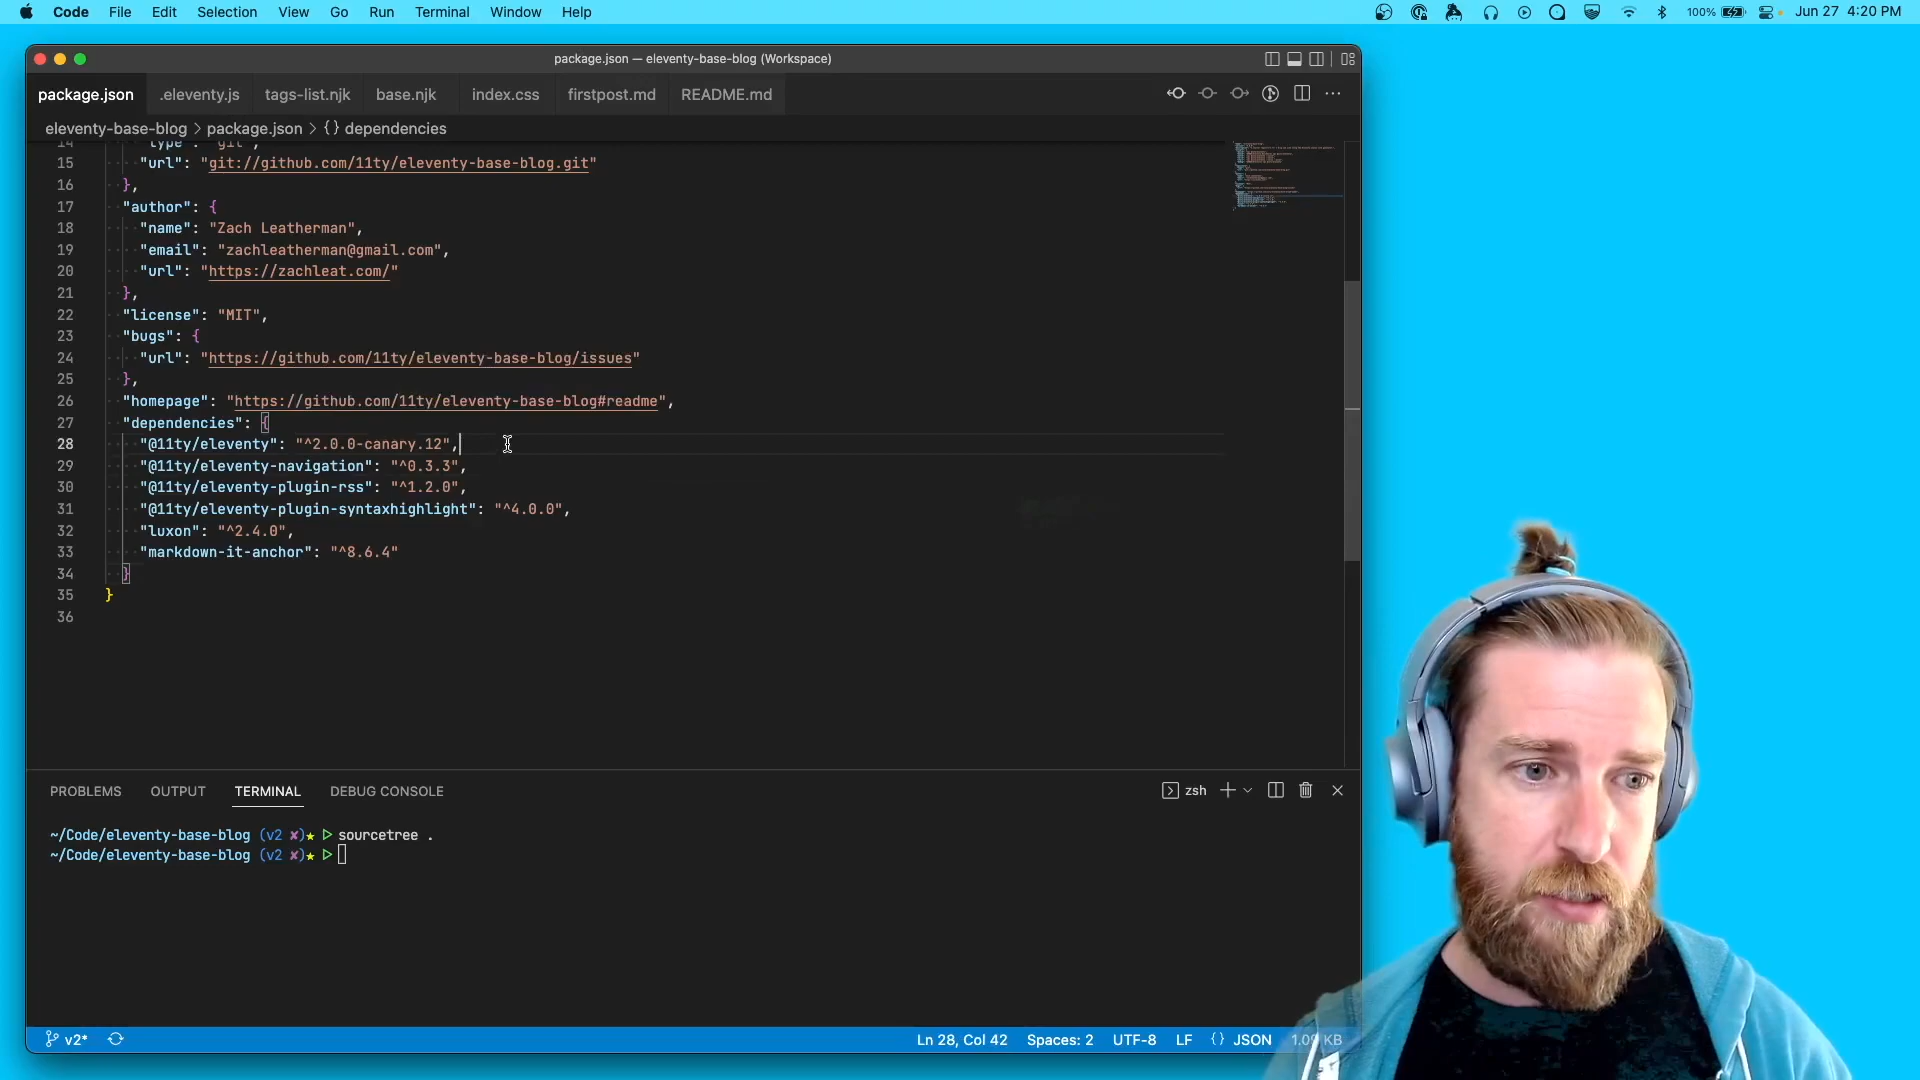 Code File Edit Selection View Go Run Terminal Window Help 100% Jun 27 4:20 PM
package.json — eleventy-base-blog (Workspace)
package.json .eleventy.js tags-list.njk base.njk index.css firstpost.md README.md
eleventy-base-blog > package.json > {} dependencies
14 "type": "git",
15 "url": "git://github.com/11ty/eleventy-base-blog.git"
16 },
17 "author": {
18 "name": "Zach Leatherman",
19 "email": "zachleatherman@gmail.com",
20 "url": "https://zachleat.com/"
21 },
22 "license": "MIT",
23 "bugs": {
24 "url": "https://github.com/11ty/eleventy-base-blog/issues"
25 },
26 "homepage": "https://github.com/11ty/eleventy-base-blog#readme",
27 "dependencies": {
28 "@11ty/eleventy": "^2.0.0-canary.12",
29 "@11ty/eleventy-navigation": "^0.3.3",
30 "@11ty/eleventy-plugin-rss": "^1.2.0",
31 "@11ty/eleventy-plugin-syntaxhighlight": "^4.0.0",
32 "luxon": "^2.4.0",
33 "markdown-it-anchor": "^8.6.4"
34 }
35 }
36
PROBLEMS OUTPUT TERMINAL DEBUG CONSOLE zsh
~/Code/eleventy-base-blog (v2 ✘)★ ▷ sourcetree .
~/Code/eleventy-base-blog (v2 ✘)★ ▷
v2* Ln 28, Col 42 Spaces: 2 UTF-8 LF {} JSON 1.09 KB